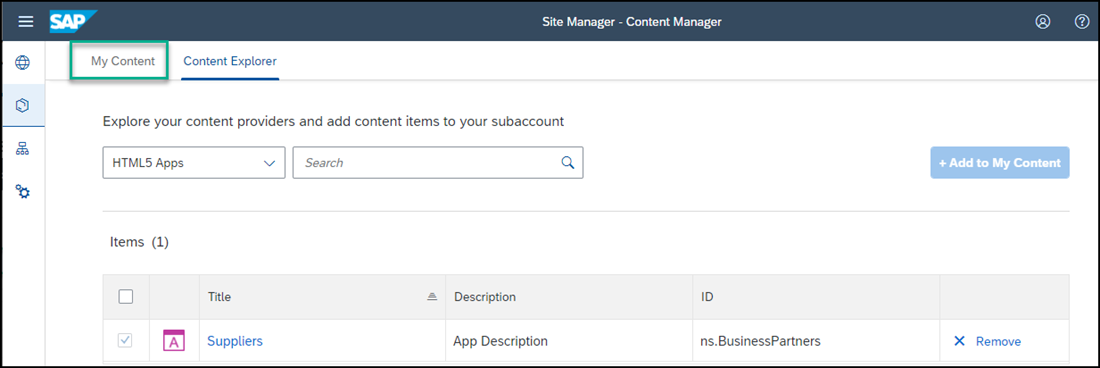 SAP Site Manager - Content Manager
My Content Content Explorer
Explore your content providers and add content items to your subaccount
HTML5 Apps Search + Add to My Content
Items (1)
Title Description ID
A Suppliers App Description ns.BusinessPartners Remove